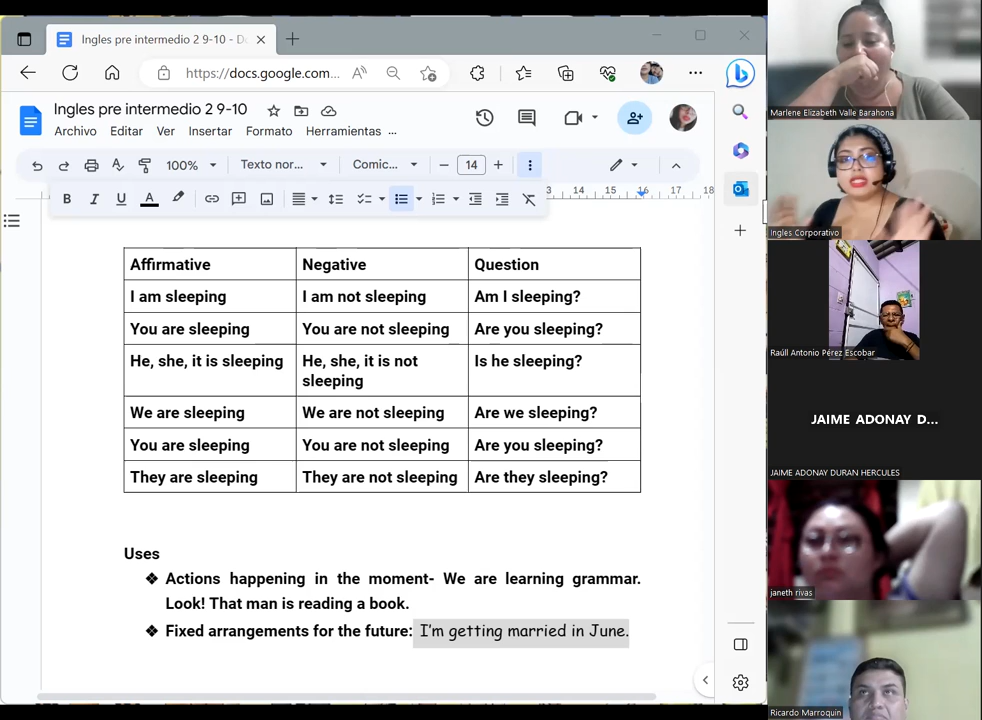 Ingles pre intermedio 2 9-10 - Do
https://docs.google.com...
Ingles pre intermedio 2 9-10
Archivo Editar Ver Insertar Formato Herramientas ...
100% Texto nor... Comic... 14
13 14 15 16 17 18
Affirmative Negative Question
I am sleeping I am not sleeping Am I sleeping?
You are sleeping You are not sleeping Are you sleeping?
He, she, it is sleeping He, she, it is not Is he sleeping?
sleeping
We are sleeping We are not sleeping Are we sleeping?
You are sleeping You are not sleeping Are you sleeping?
They are sleeping They are not sleeping Are they sleeping?
Uses
❖ Actions happening in the moment- We are learning grammar.
Look! That man is reading a book.
❖ Fixed arrangements for the future: I'm getting married in June.
Marlene Elizabeth Valle Barahona
Ingles Corporativo
Raúll Antonio Pérez Escobar
JAIME ADONAY D...
JAIME ADONAY DURAN HERCULES
janeth rivas
Ricardo Marroquin